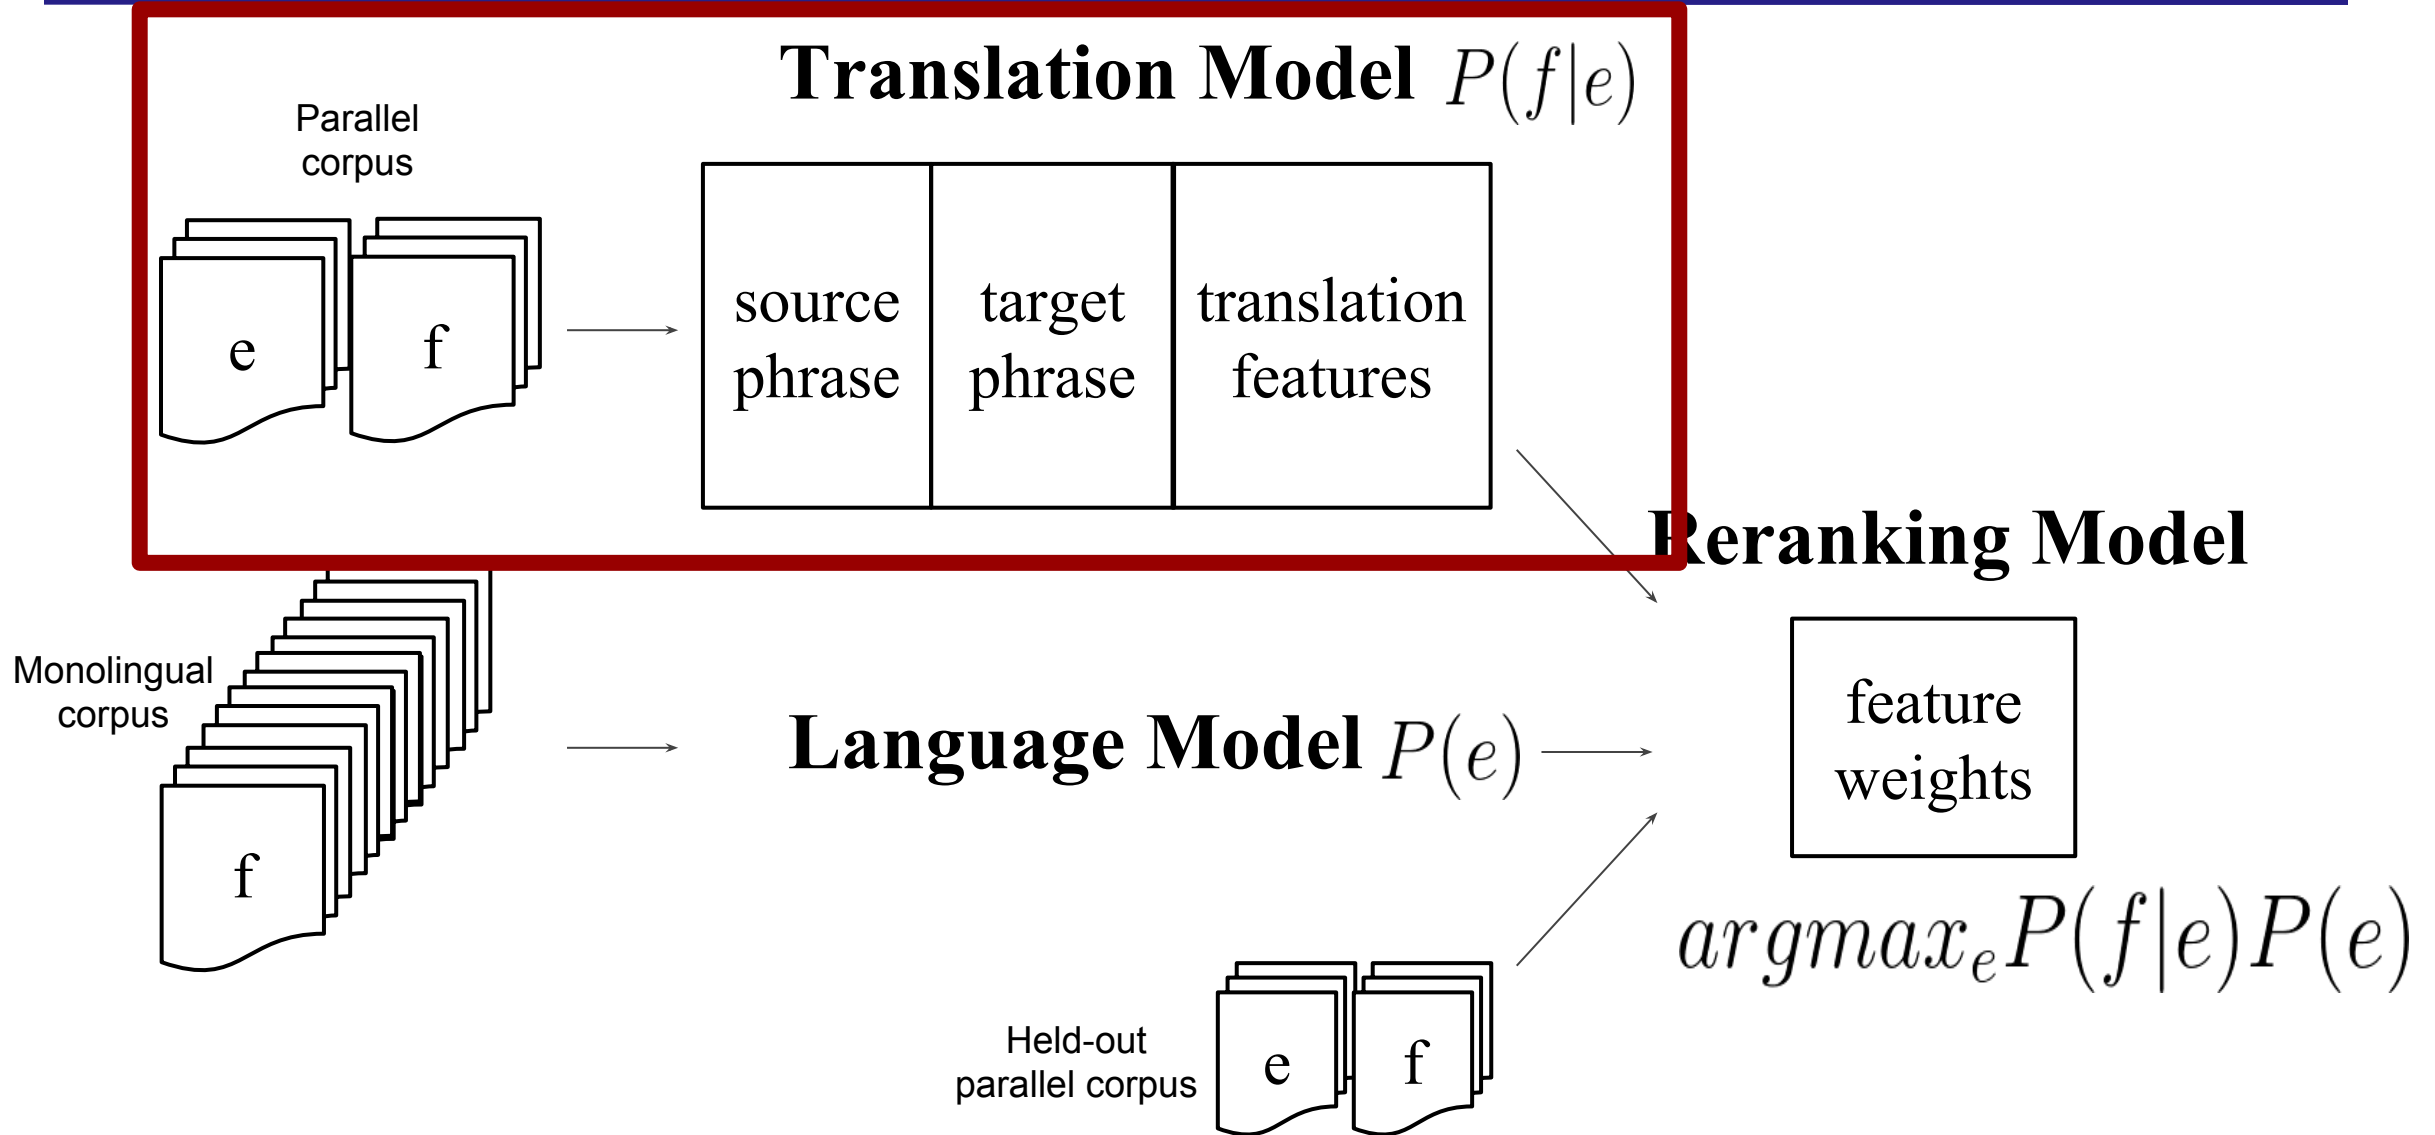 Translation Model P(f|e)
Parallel
corpus
e
f
source
phrase
target
phrase
translation
features
Reranking Model
Monolingual
corpus
f
Language Model P(e)
feature
weights
argmax_e P(f|e)P(e)
Held-out
parallel corpus
e
f